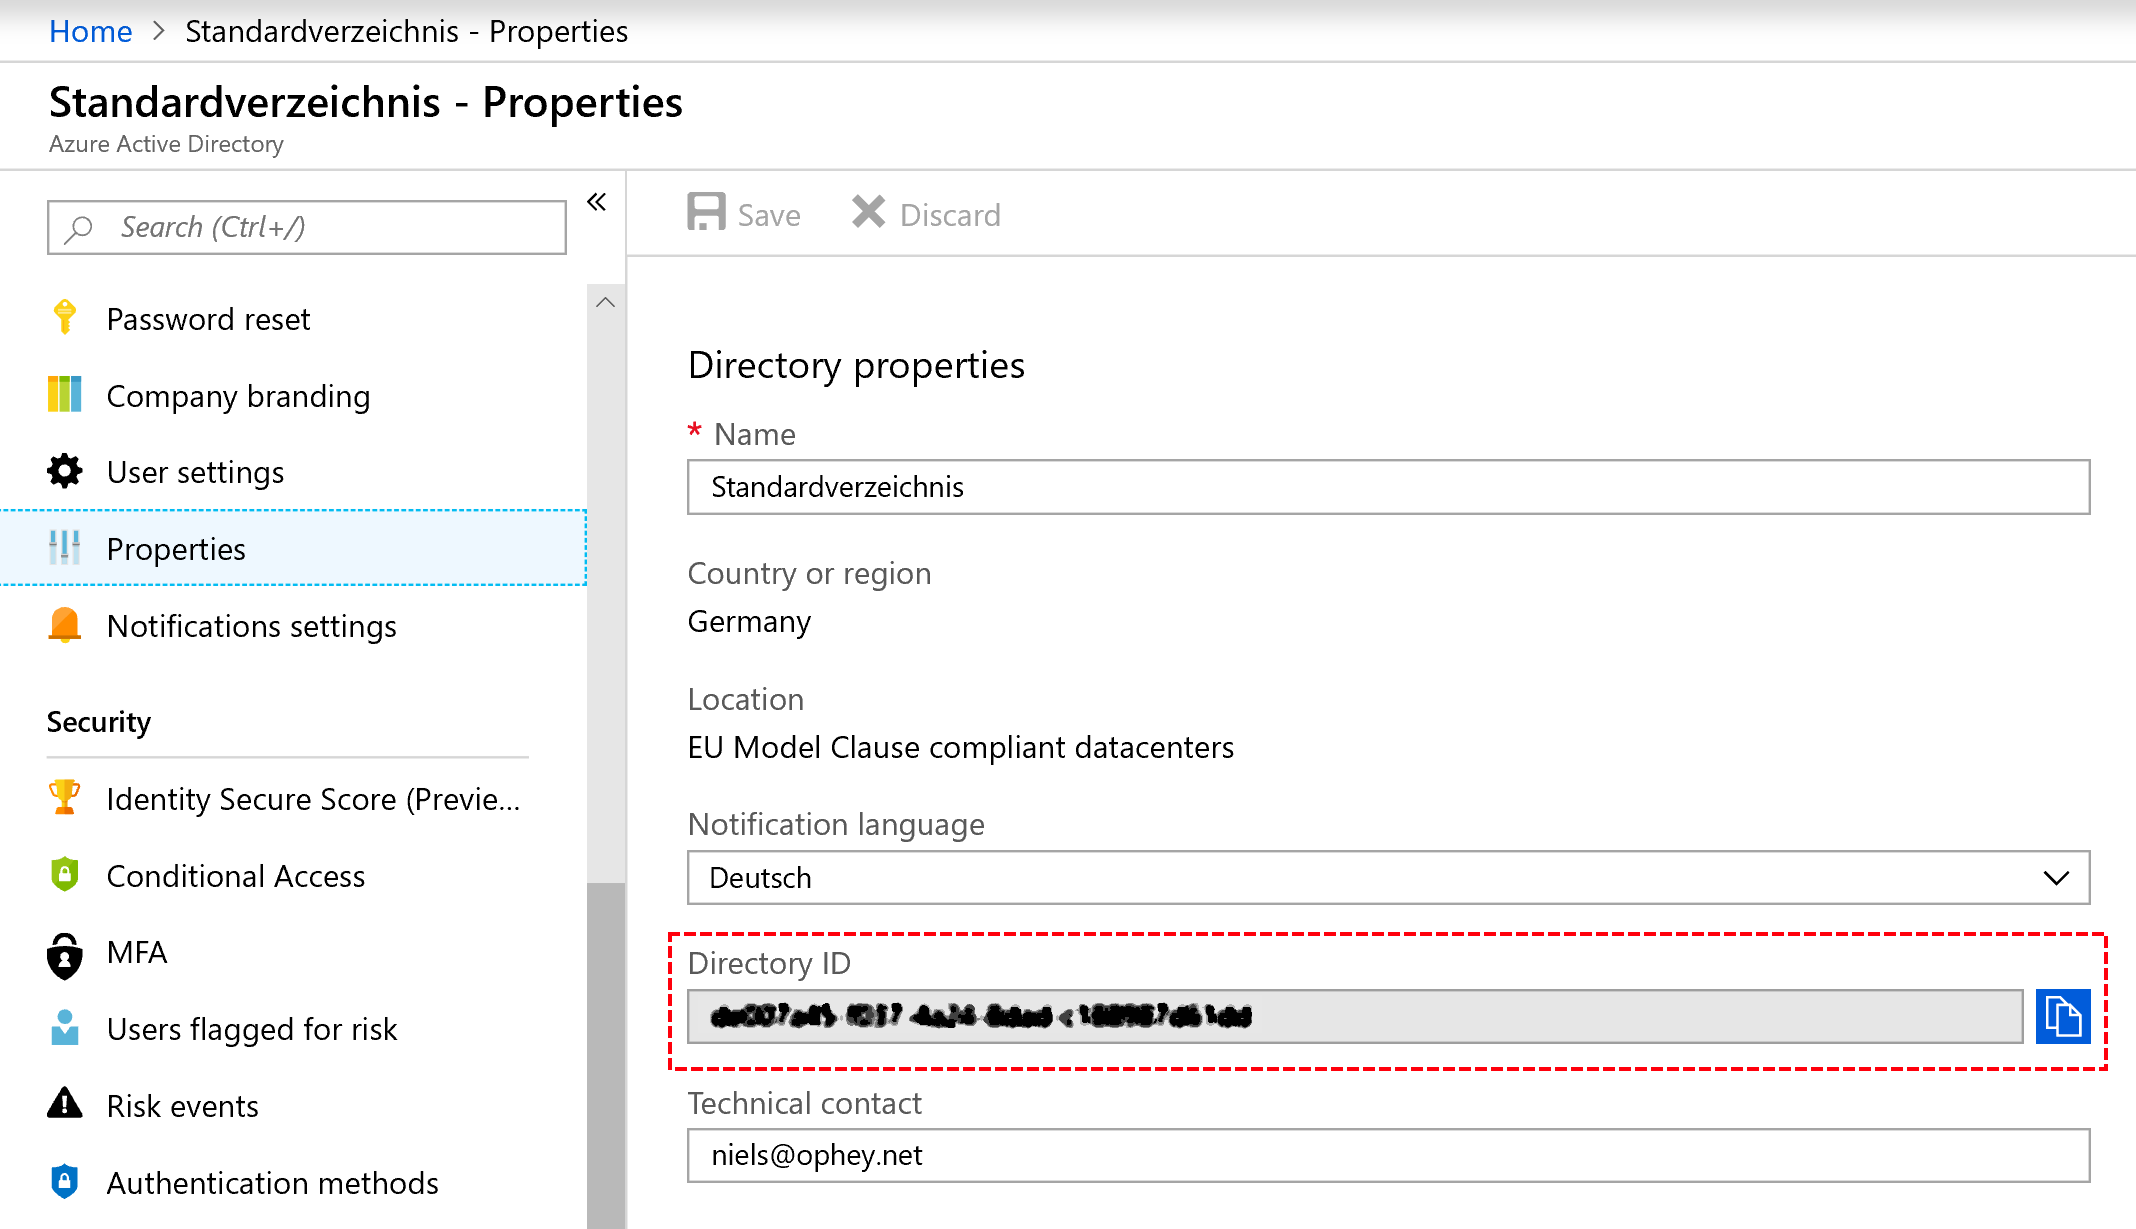 Home > Standardverzeichnis - Properties
Standardverzeichnis - Properties
Azure Active Directory
Search (Ctrl+/)
Password reset
Company branding
User settings
Properties
Notifications settings
Security
Identity Secure Score (Previe...
Conditional Access
MFA
Users flagged for risk
Risk events
Authentication methods
Save
Discard
Directory properties
* Name
Standardverzeichnis
Country or region
Germany
Location
EU Model Clause compliant datacenters
Notification language
Deutsch
Directory ID
Technical contact
niels@ophey.net